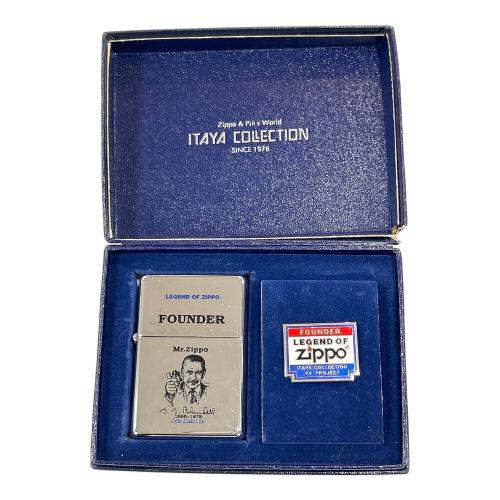 Zippo & Pin's World
ITAYA COLLECTION
SINCE 1978
LEGEND OF ZIPPO
FOUNDER
Mr.Zippo
FOUNDER
LEGEND OF
zippo
ITAYA COLLECTION
PROJECT